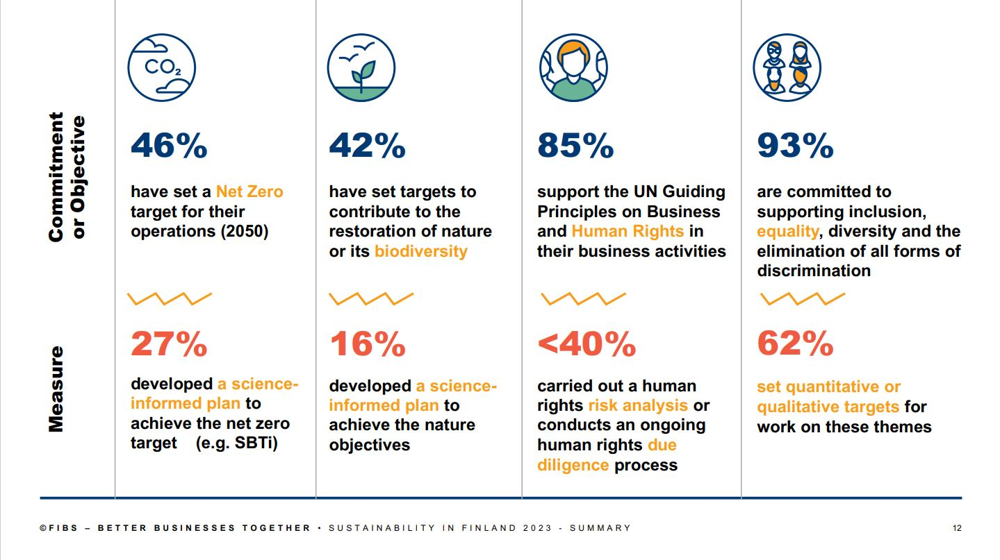 Commitment
or Objective
CO2
46%
have set a Net Zero
target for their
operations (2050)
42%
have set targets to
contribute to the
restoration of nature
or its biodiversity
85%
support the UN Guiding
Principles on Business
and Human Rights in
their business activities
93%
are committed to
supporting inclusion,
equality, diversity and the
elimination of all forms of
discrimination
Measure
27%
developed a science-
informed plan to
achieve the net zero
target (e.g. SBTi)
16%
developed a science-
informed plan to
achieve the nature
objectives
<40%
carried out a human
rights risk analysis or
conducts an ongoing
human rights due
diligence process
62%
set quantitative or
qualitative targets for
work on these themes
©FIBS – BETTER BUSINESSES TOGETHER • SUSTAINABILITY IN FINLAND 2023 - SUMMARY
12